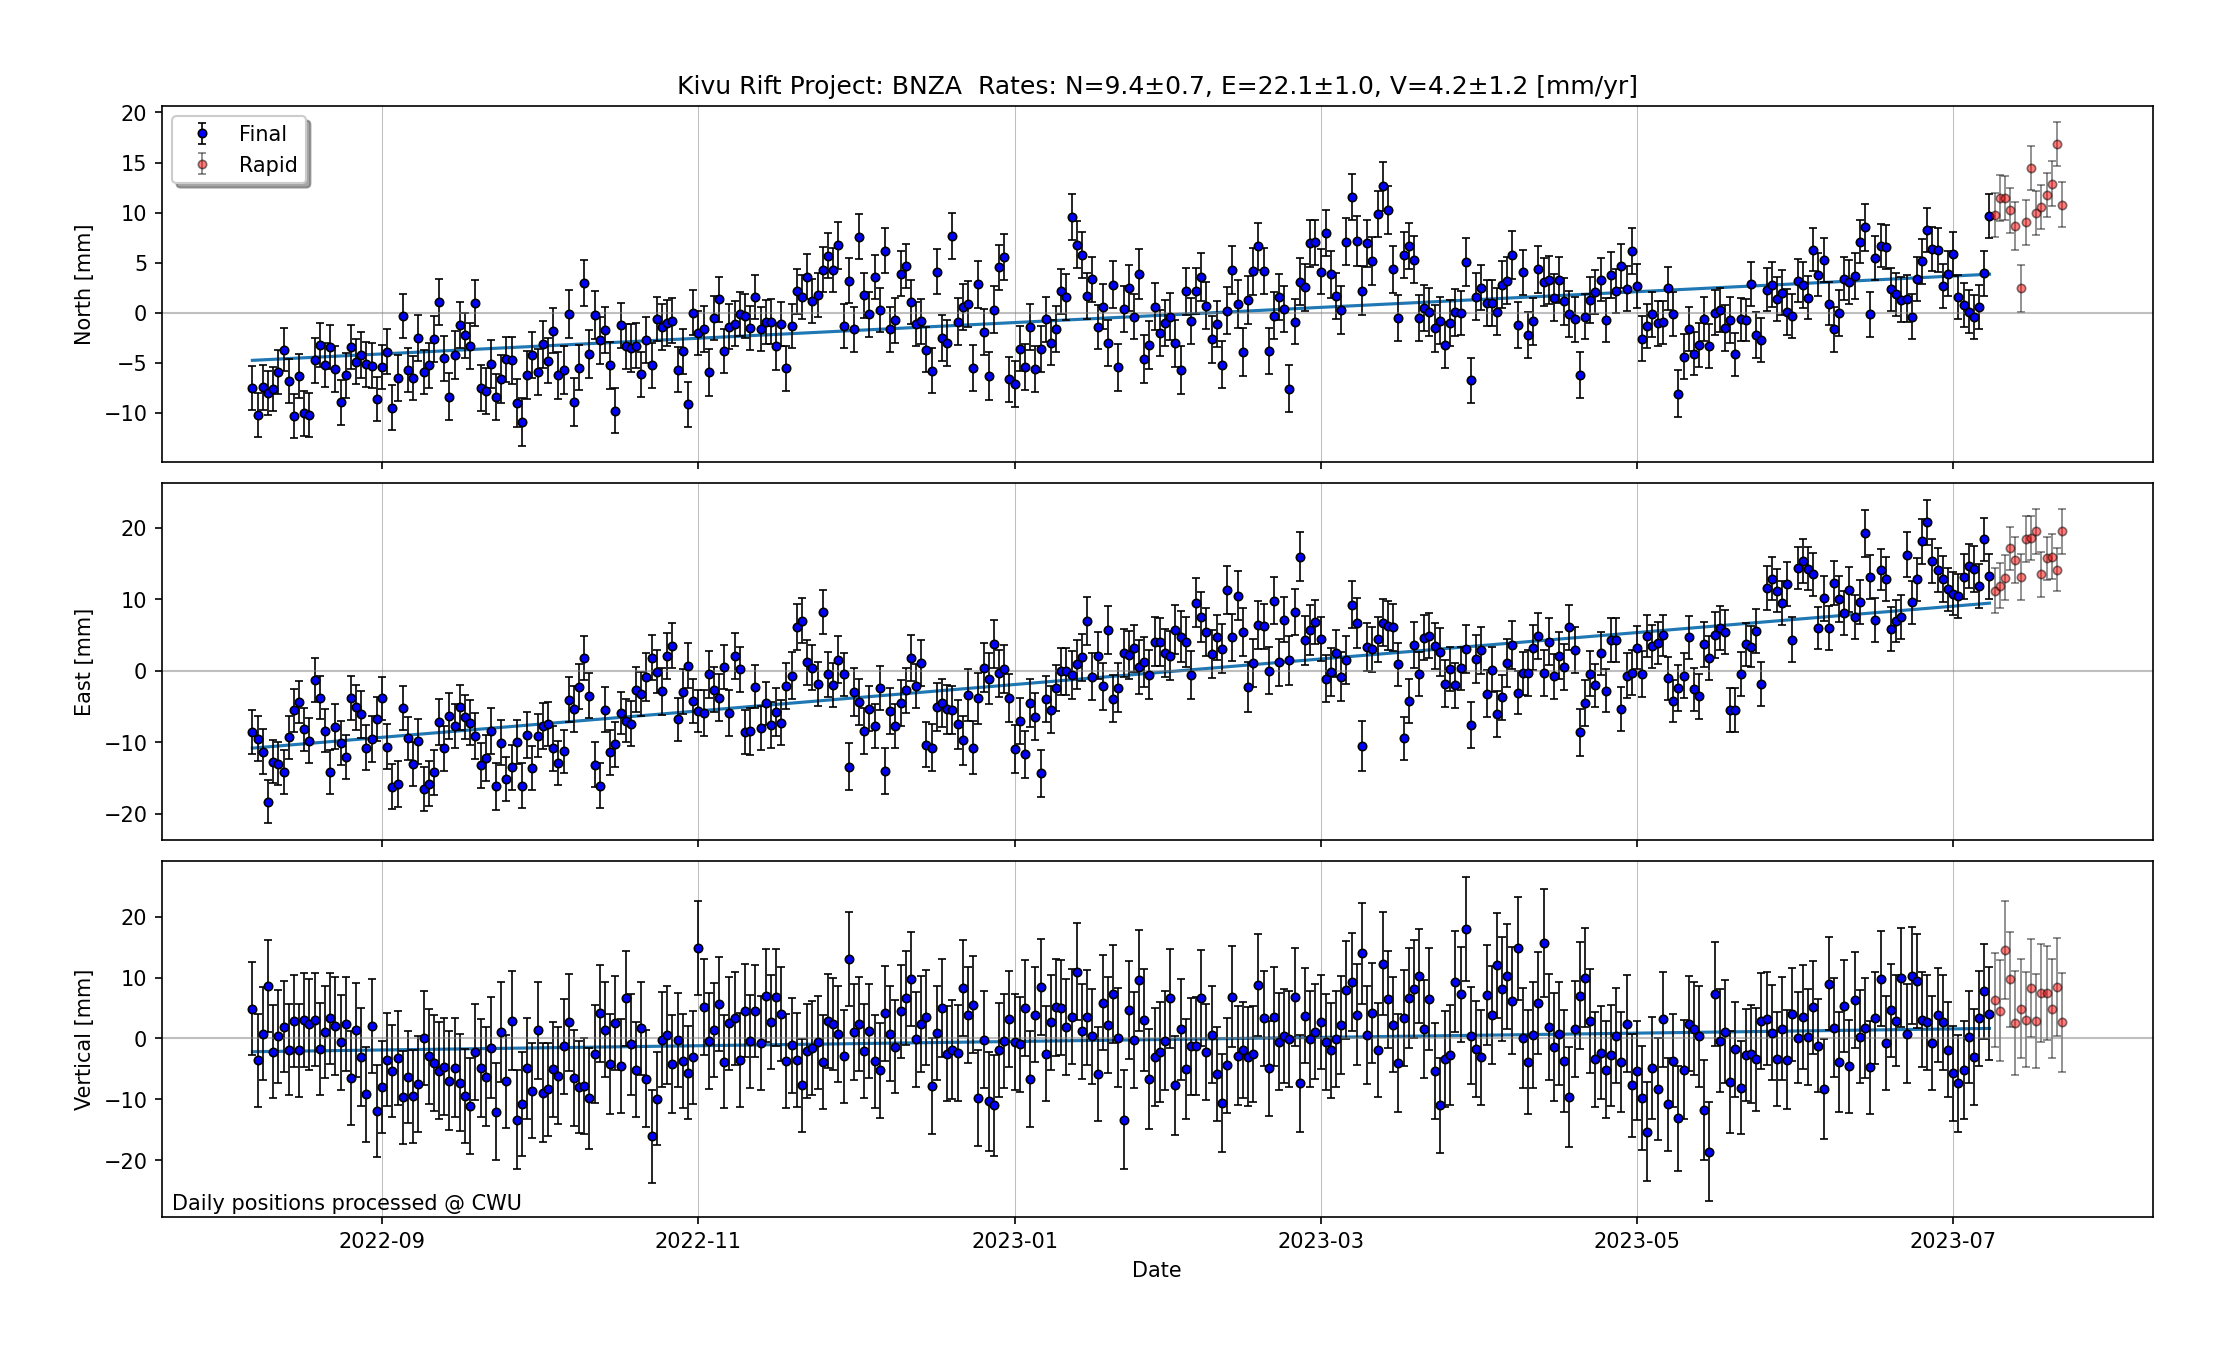 Kivu Rift Project: BNZA  Rates: N=9.4±0.7, E=22.1±1.0, V=4.2±1.2 [mm/yr]
Final
Rapid
North [mm]
20
15
10
5
0
−5
−10
East [mm]
20
10
0
−10
−20
Vertical [mm]
20
10
0
−10
−20
Daily positions processed @ CWU
2022-09 2022-11 2023-01 2023-03 2023-05 2023-07
Date